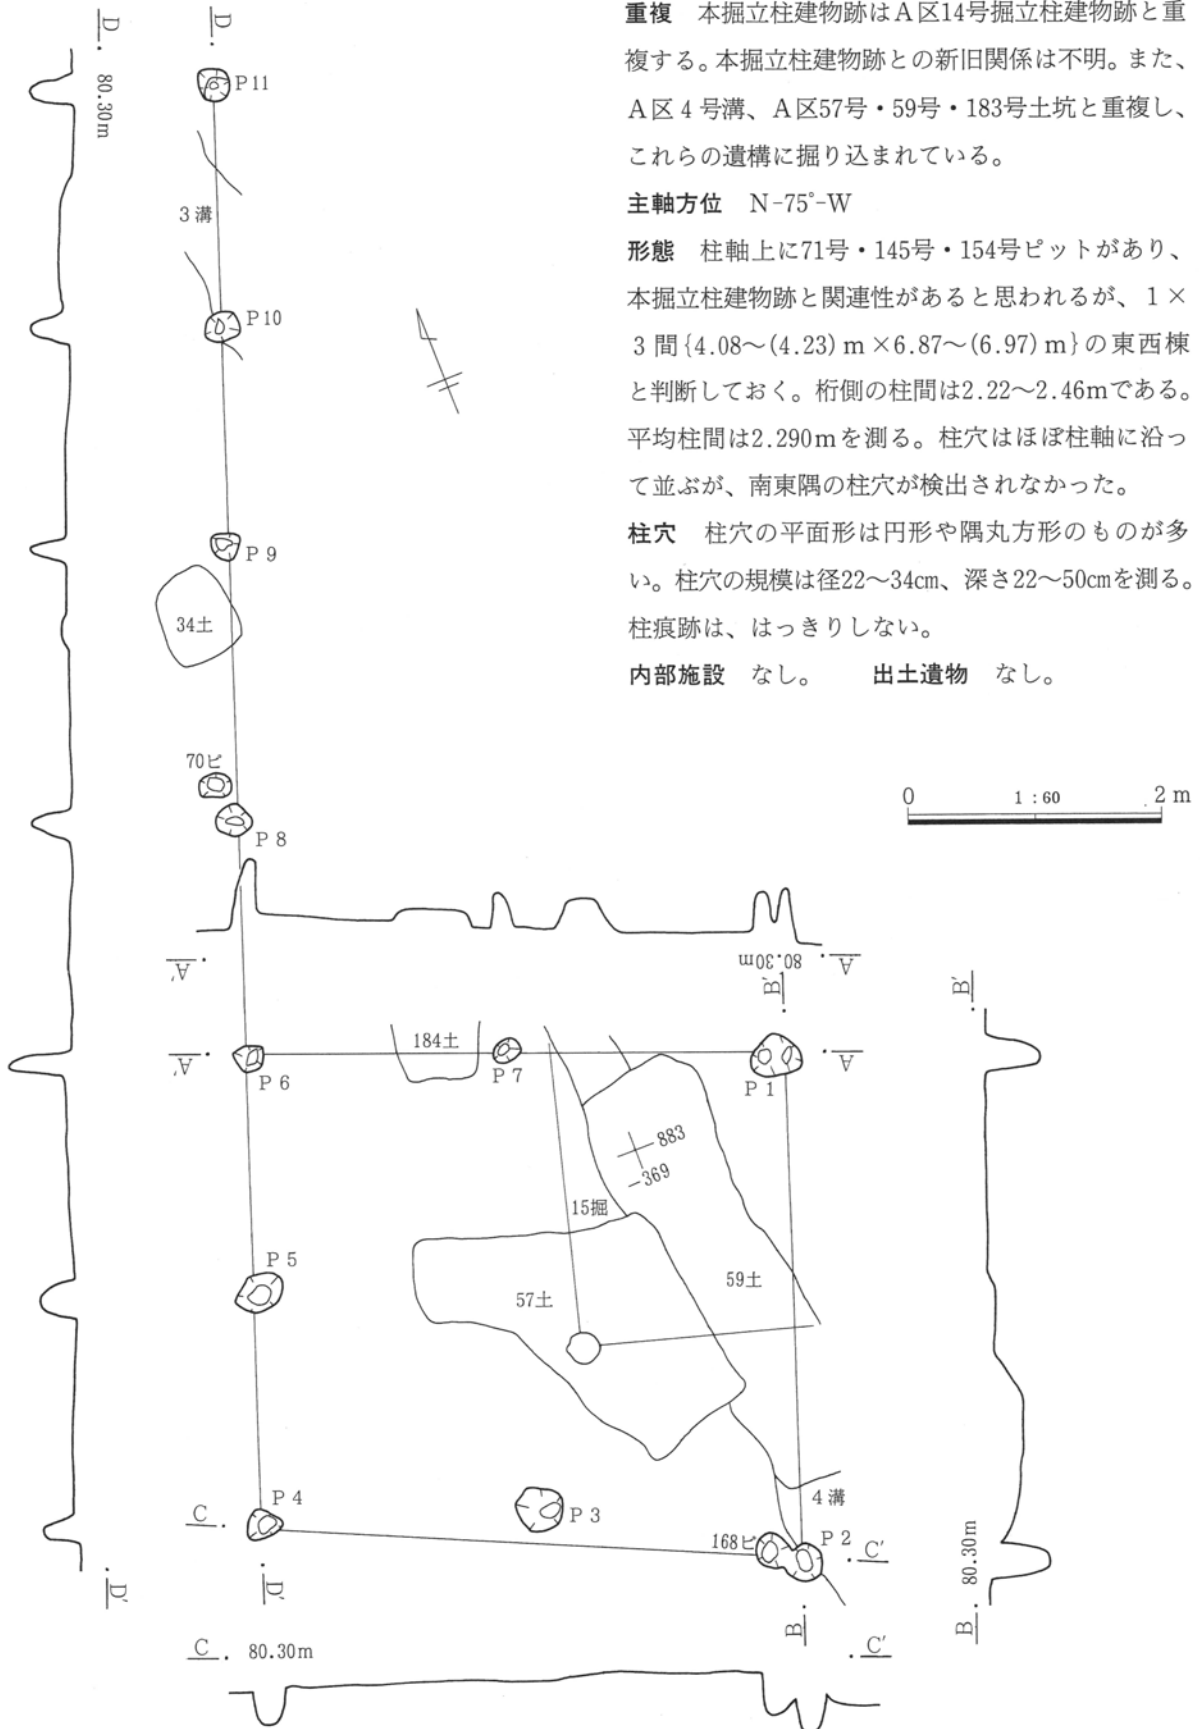 重複　本掘立柱建物跡はA区14号掘立柱建物跡と重
複する。本掘立柱建物跡との新旧関係は不明。また、
A区4号溝、A区57号・59号・183号土坑と重複し、
これらの遺構に掘り込まれている。
主軸方位　N-75°-W
形態　柱軸上に71号・145号・154号ピットがあり、
本掘立柱建物跡と関連性があると思われるが、1×
3間{4.08〜(4.23)m×6.87〜(6.97)m}の東西棟
と判断しておく。桁側の柱間は2.22〜2.46mである。
平均柱間は2.290mを測る。柱穴はほぼ柱軸に沿っ
て並ぶが、南東隅の柱穴が検出されなかった。
柱穴　柱穴の平面形は円形や隅丸方形のものが多
い。柱穴の規模は径22〜34cm、深さ22〜50cmを測る。
柱痕跡は、はっきりしない。
内部施設　なし。　出土遺物　なし。
0　1:60　2m
D.
80.30m
D.
P11
3溝
P10
P9
34土
70ピ
P8
A'.
80.30m
.A
B'
B'
A'.
184土
.A
P6
P7
P1
883
-369
15掘
P5
57土
59土
P4
C.
P3
4溝
168ピ
P2
.C'
80.30m
.D'
.D'
B
B
C. 80.30m
.C'